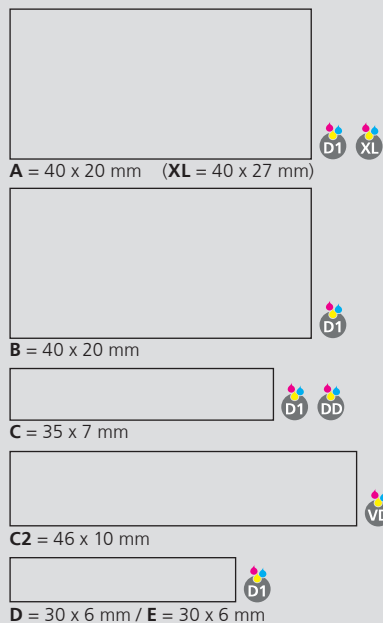 D1 XL
A = 40 x 20 mm (XL = 40 x 27 mm)
D1
B = 40 x 20 mm
D1 DD
C = 35 x 7 mm
C2 = 46 x 10 mm
D1
D = 30 x 6 mm / E = 30 x 6 mm